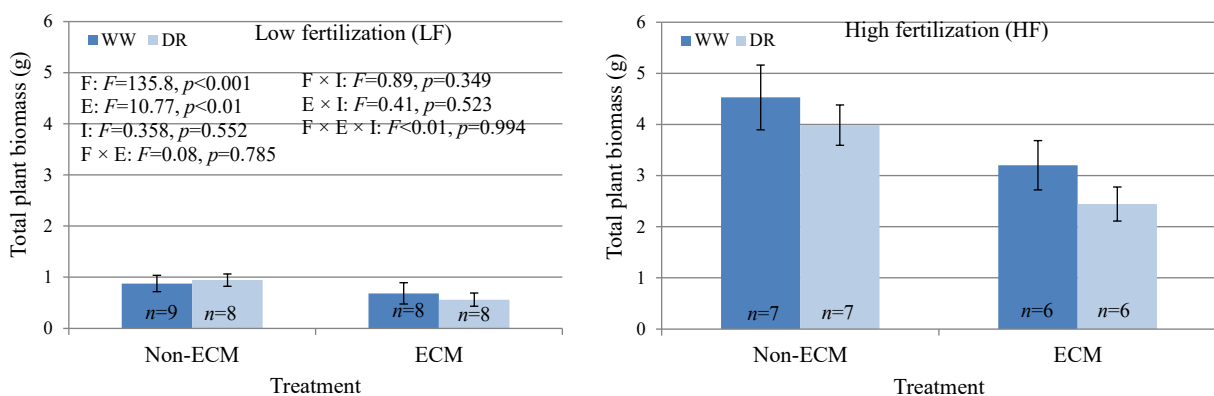 Low fertilization (LF)
WW DR
F: F=135.8, p<0.001
E: F=10.77, p<0.01
I: F=0.358, p=0.552
F × E: F=0.08, p=0.785
F × I: F=0.89, p=0.349
E × I: F=0.41, p=0.523
F × E × I: F<0.01, p=0.994
Total plant biomass (g)
6
5
4
3
2
1
0
n=9 n=8 n=8 n=8
Non-ECM ECM
Treatment
High fertilization (HF)
WW DR
Total plant biomass (g)
6
5
4
3
2
1
0
n=7 n=7 n=6 n=6
Non-ECM ECM
Treatment